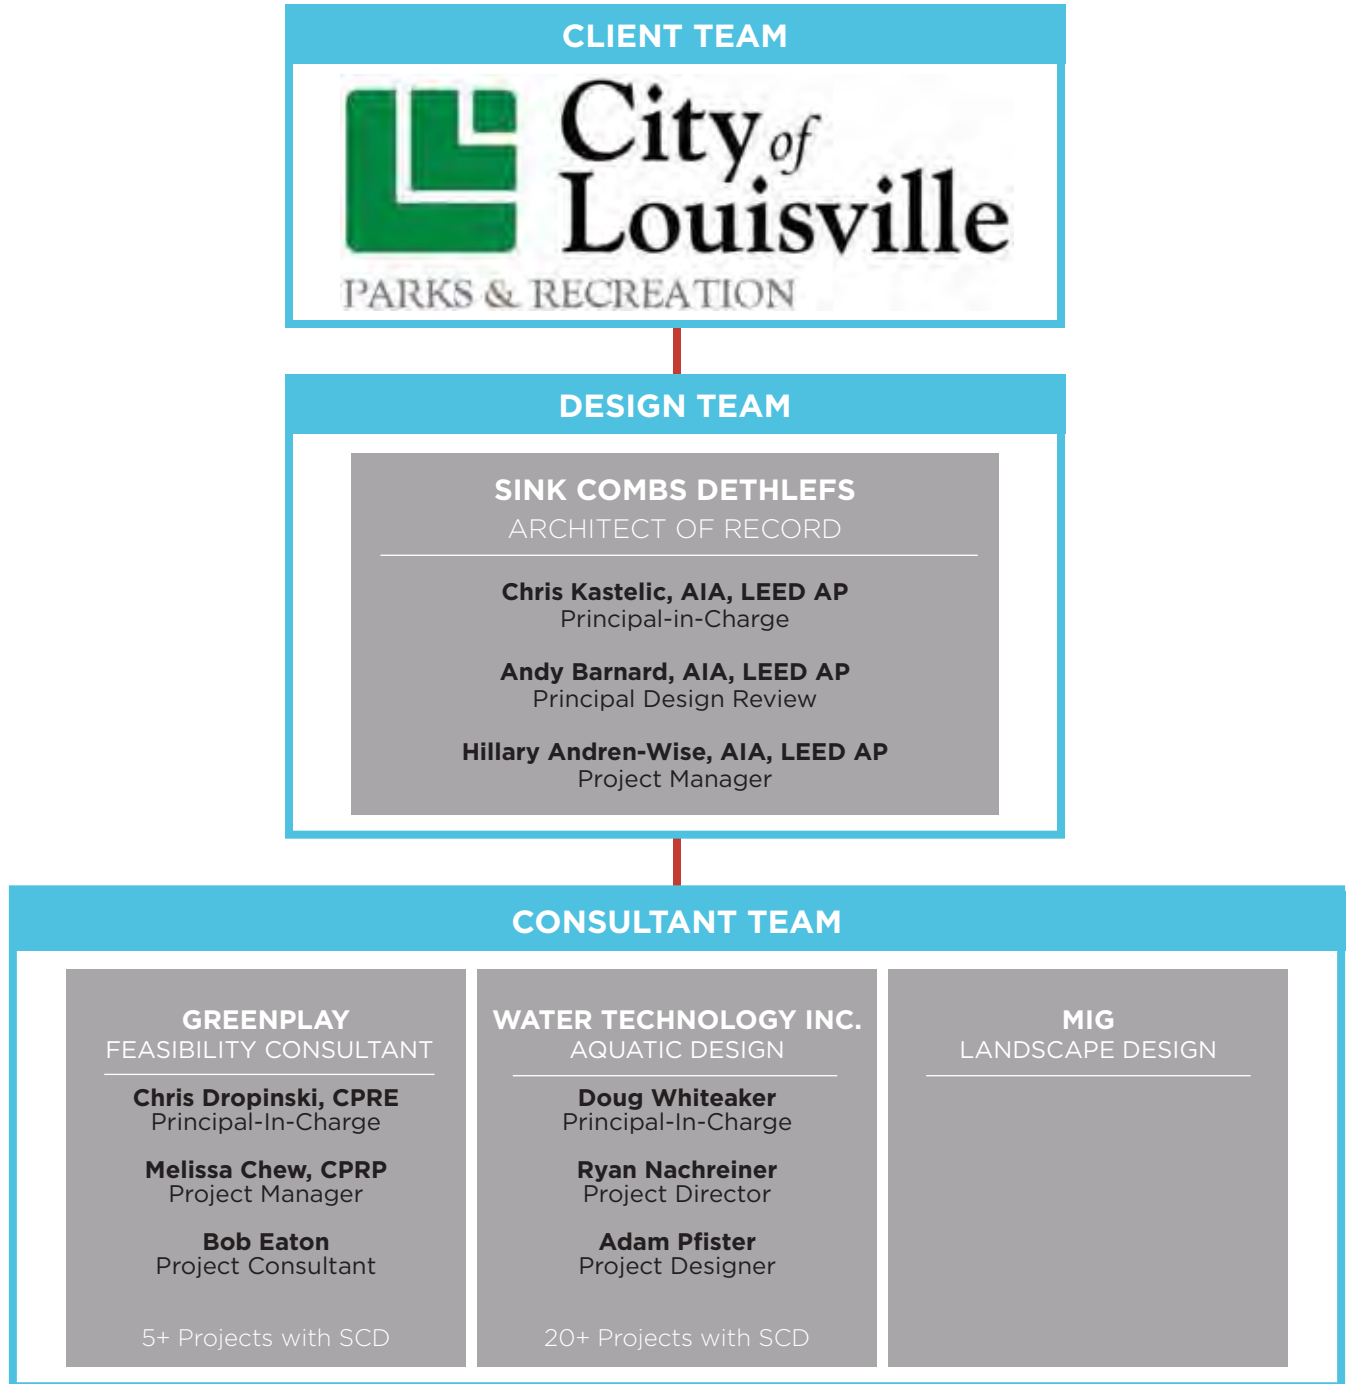 CLIENT TEAM
City of
Louisville
PARKS & RECREATION
DESIGN TEAM
SINK COMBS DETHLEFS
ARCHITECT OF RECORD
Chris Kastelic, AIA, LEED AP
Principal-in-Charge
Andy Barnard, AIA, LEED AP
Principal Design Review
Hillary Andren-Wise, AIA, LEED AP
Project Manager
CONSULTANT TEAM
GREENPLAY
FEASIBILITY CONSULTANT
Chris Dropinski, CPRE
Principal-In-Charge
Melissa Chew, CPRP
Project Manager
Bob Eaton
Project Consultant
5+ Projects with SCD
WATER TECHNOLOGY INC.
AQUATIC DESIGN
Doug Whiteaker
Principal-In-Charge
Ryan Nachreiner
Project Director
Adam Pfister
Project Designer
20+ Projects with SCD
MIG
LANDSCAPE DESIGN